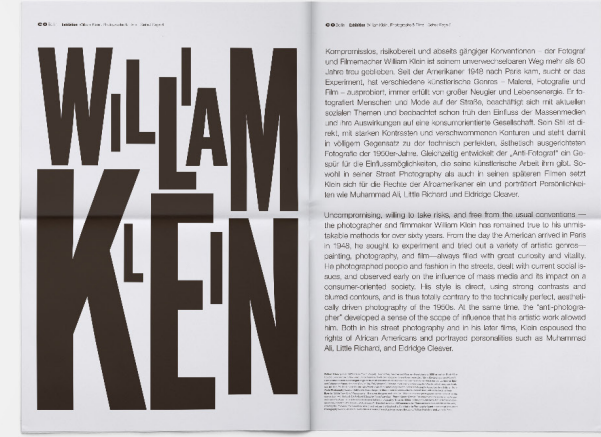 C/O Berlin Exhibition William Klein . Photographs & Films
C/O Berlin Exhibition William Klein . Photographs & Films
WILLIAM
KLEIN
Kompromisslos, risikobereit und abseits gängiger Konventionen – der Fotograf
und Filmemacher William Klein ist seinem unverwechselbaren Weg mehr als 60
Jahre treu geblieben. Seit der Amerikaner 1948 nach Paris kam, sucht er das
Experiment, hat verschiedene künstlerische Genres – Malerei, Fotografie und
Film – ausprobiert, immer erfüllt von großer Neugier und Lebensenergie. Er fo-
tografiert Menschen und Mode auf der Straße, beschäftigt sich mit aktuellen
sozialen Themen und beobachtet schon früh den Einfluss der Massenmedien
und ihre Auswirkungen auf eine konsumorientierte Gesellschaft. Sein Stil ist di-
rekt, mit starken Kontrasten und verschwommenen Konturen und steht damit
in völligem Gegensatz zu der technisch perfekten, ästhetisch ausgerichteten
Fotografie der 1950er-Jahre. Gleichzeitig entwickelt der „Anti-Fotograf“ ein Ge-
spür für die Einflussmöglichkeiten, die seine künstlerische Arbeit ihm gibt. So-
wohl in seiner Street Photography als auch in seinen späteren Filmen setzt
Klein sich für die Rechte der Afroamerikaner ein und porträtiert Persönlichkei-
ten wie Muhammad Ali, Little Richard und Eldridge Cleaver.
Uncompromising, willing to take risks, and free from the usual conventions —
the photographer and filmmaker William Klein has remained true to his unmis-
takable methods for over sixty years. From the day the American arrived in Paris
in 1948, he sought to experiment and tried out a variety of artistic genres—
painting, photography, and film—always filled with great curiosity and vitality.
He photographed people and fashion in the streets, dealt with current social is-
sues, and observed early on the influence of mass media and its impact on a
consumer-oriented society. His style is direct, using strong contrasts and
blurred contours, and is thus totally contrary to the technically perfect, aestheti-
cally driven photography of the 1950s. At the same time, the “anti-photogra-
pher” developed a sense of the scope of influence that his artistic work allowed
him. Both in his street photography and in his later films, Klein espoused the
rights of African Americans and portrayed personalities such as Muhammad
Ali, Little Richard, and Eldridge Cleaver.